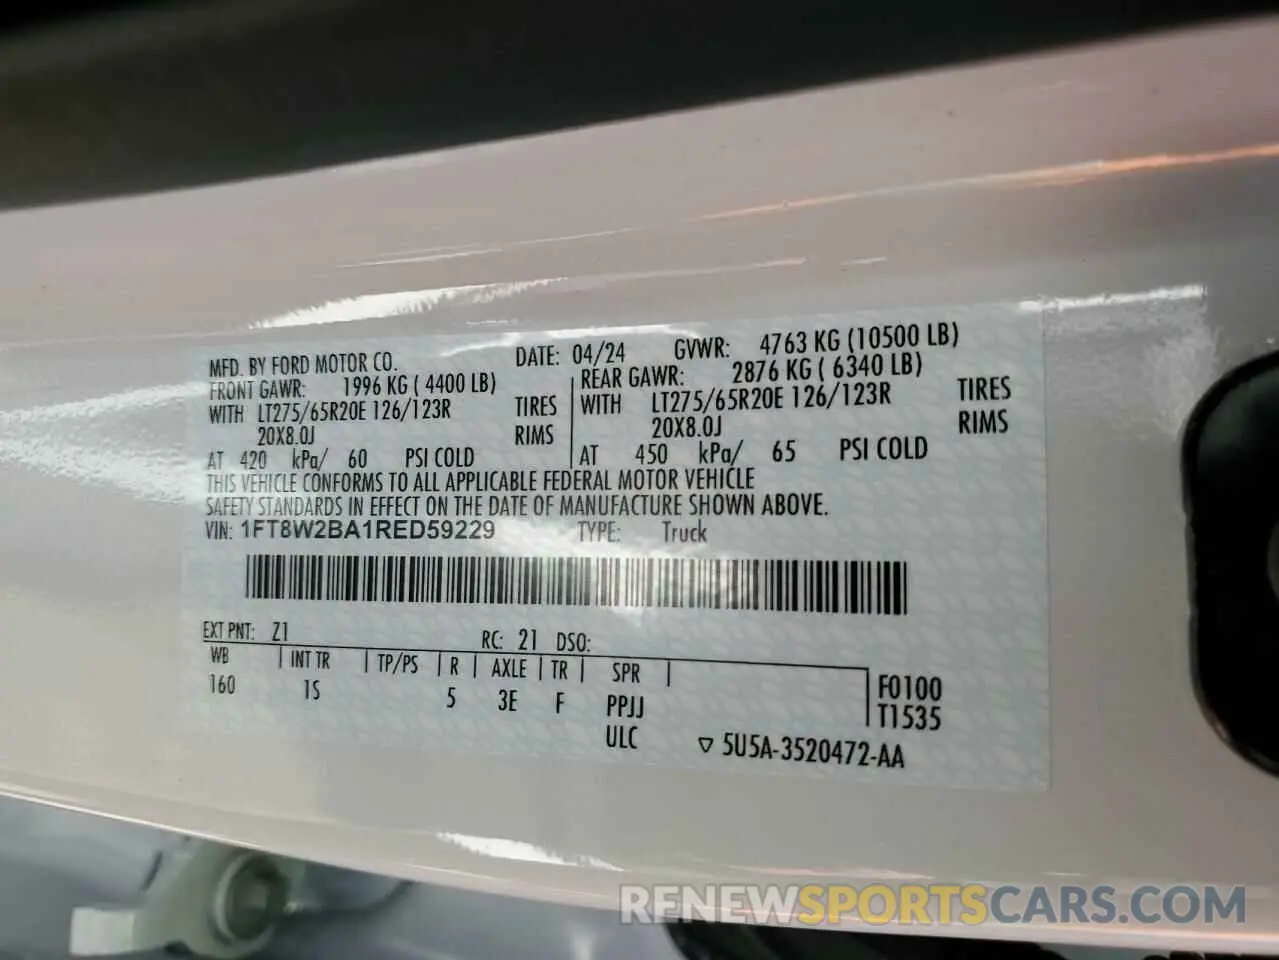 MFD. BY FORD MOTOR CO. DATE: 04/24 GVWR: 4763 KG (10500 LB)
FRONT GAWR: 1996 KG ( 4400 LB) REAR GAWR: 2876 KG ( 6340 LB)
WITH LT275/65R20E 126/123R TIRES WITH LT275/65R20E 126/123R TIRES
20X8.0J RIMS 20X8.0J RIMS
AT 420 kPa/ 60 PSI COLD AT 450 kPa/ 65 PSI COLD
THIS VEHICLE CONFORMS TO ALL APPLICABLE FEDERAL MOTOR VEHICLE
SAFETY STANDARDS IN EFFECT ON THE DATE OF MANUFACTURE SHOWN ABOVE.
VIN: 1FT8W2BA1RED59229 TYPE: Truck
EXT PNT: Z1 RC: 21 DSO:
WB INT TR TP/PS R AXLE TR SPR F0100
160 1S 5 3E F PPJJ T1535
ULC 5U5A-3520472-AA
RENEWSPORTSCARS.COM